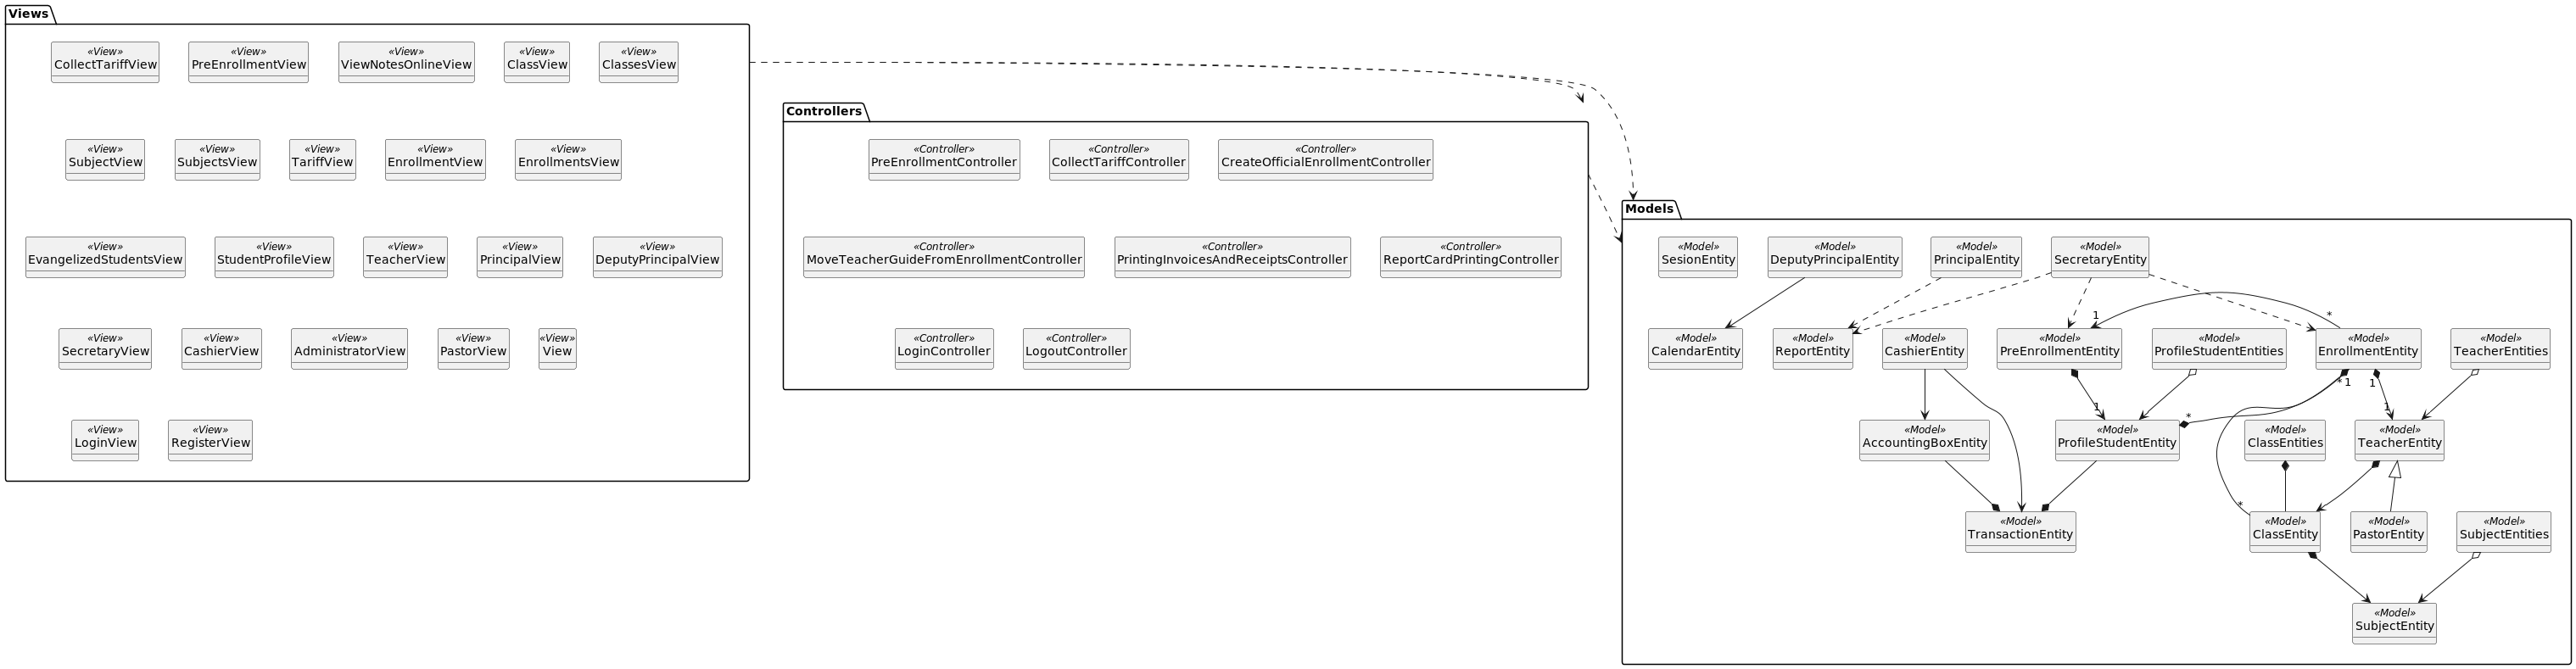 Views
«View»
CollectTariffView
«View»
PreEnrollmentView
«View»
ViewNotesOnlineView
«View»
ClassView
«View»
ClassesView
«View»
SubjectView
«View»
SubjectsView
«View»
TariffView
«View»
EnrollmentView
«View»
EnrollmentsView
«View»
EvangelizedStudentsView
«View»
StudentProfileView
«View»
TeacherView
«View»
PrincipalView
«View»
DeputyPrincipalView
«View»
SecretaryView
«View»
CashierView
«View»
AdministratorView
«View»
PastorView
«View»
View
«View»
LoginView
«View»
RegisterView
Controllers
«Controller»
PreEnrollmentController
«Controller»
CollectTariffController
«Controller»
CreateOfficialEnrollmentController
«Controller»
MoveTeacherGuideFromEnrollmentController
«Controller»
PrintingInvoicesAndReceiptsController
«Controller»
ReportCardPrintingController
«Controller»
LoginController
«Controller»
LogoutController
Models
«Model»
SesionEntity
«Model»
DeputyPrincipalEntity
«Model»
PrincipalEntity
«Model»
SecretaryEntity
1
*
«Model»
CalendarEntity
«Model»
ReportEntity
«Model»
CashierEntity
«Model»
PreEnrollmentEntity
«Model»
ProfileStudentEntities
«Model»
EnrollmentEntity
«Model»
TeacherEntities
* 1
1
1
*
1
«Model»
AccountingBoxEntity
«Model»
ProfileStudentEntity
«Model»
ClassEntities
«Model»
TeacherEntity
*
«Model»
TransactionEntity
«Model»
ClassEntity
«Model»
PastorEntity
«Model»
SubjectEntities
«Model»
SubjectEntity